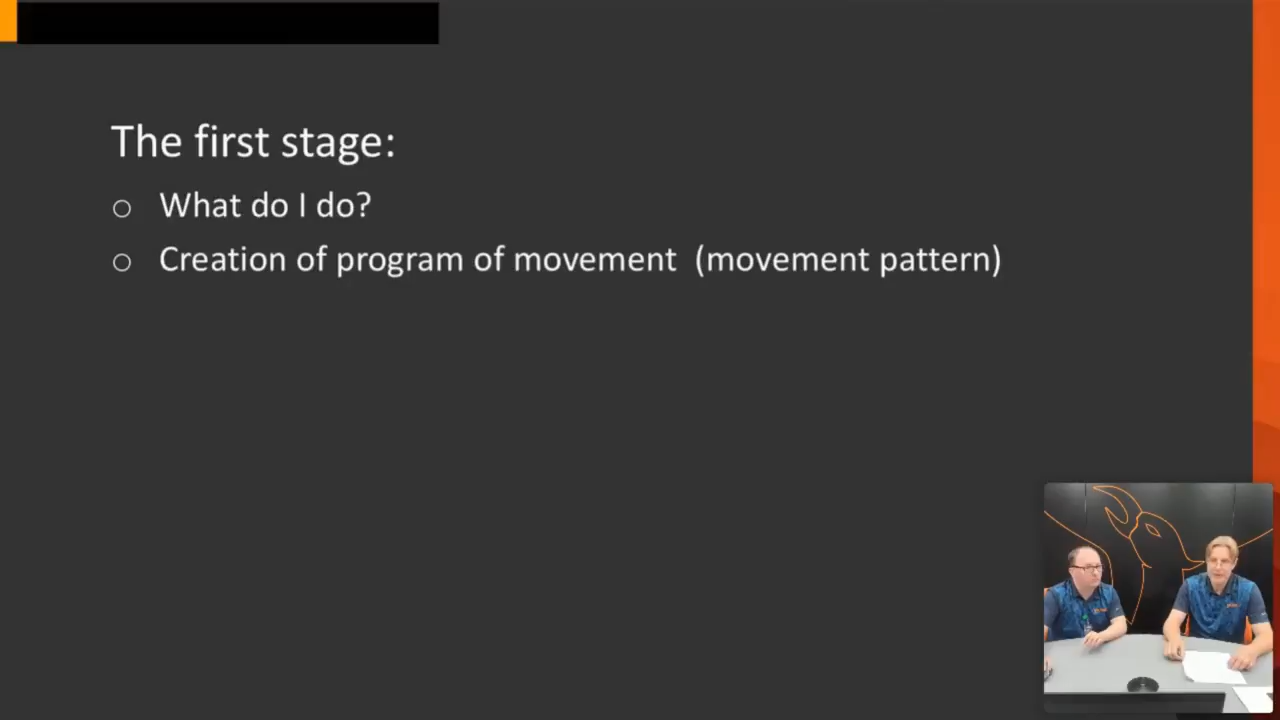 The first stage:
o What do I do?
o Creation of program of movement (movement pattern)